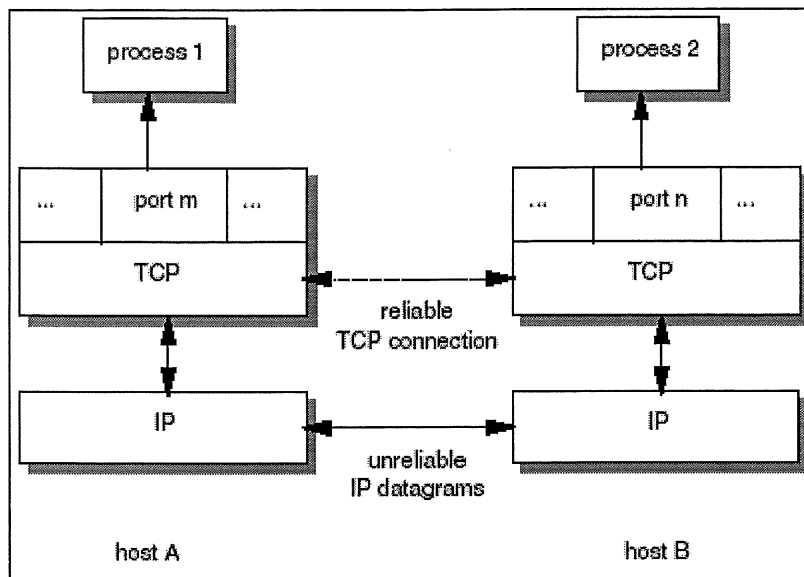 process 1
process 2
... port m ...
... port n ...
TCP
TCP
reliable
TCP connection
IP
IP
unreliable
IP datagrams
host A
host B